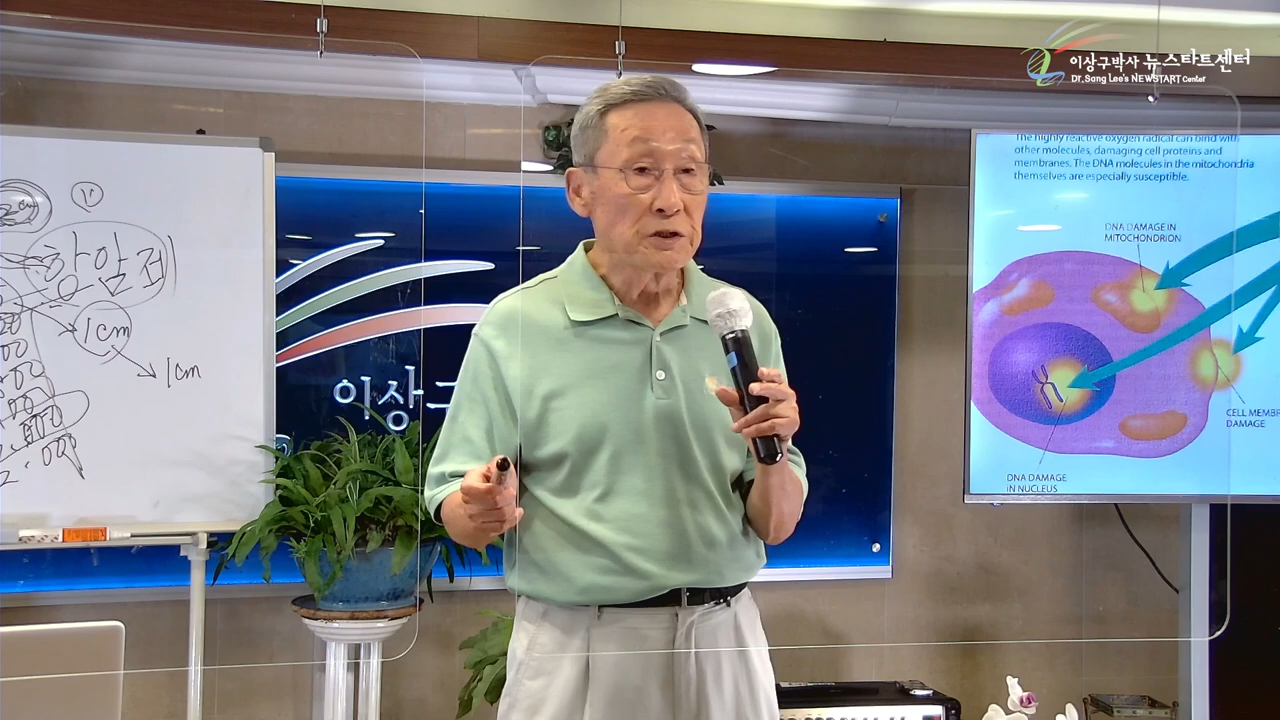 이상구박사 뉴스타트센터
Dr. Sang Lee's NEWSTART Center
항암제
1cm
1cm
이상구
The highly reactive oxygen radical can bind with
other molecules, damaging cell proteins and
membranes. The DNA molecules in the mitochondria
themselves are especially susceptible.
DNA DAMAGE IN
MITOCHONDRION
CELL MEMBR
DAMAGE
DNA DAMAGE
IN NUCLEUS